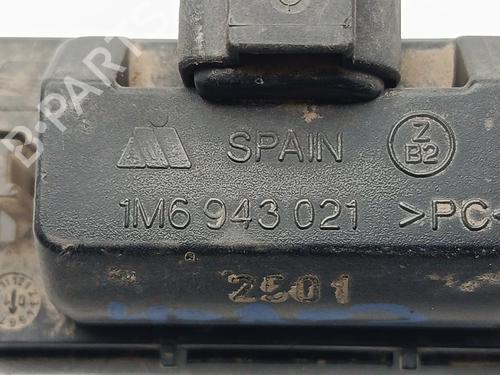 SPAIN
Z
B2
1M6 943 021 >PC<
2501
B-Parts